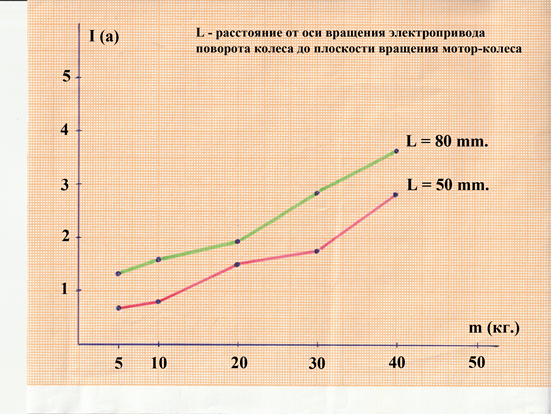 I (а)
L - расстояние от оси вращения электропривода
поворота колеса до плоскости вращения мотор-колеса
5
4
L = 80 mm.
3
L = 50 mm.
2
1
m (кг.)
5 10 20 30 40 50